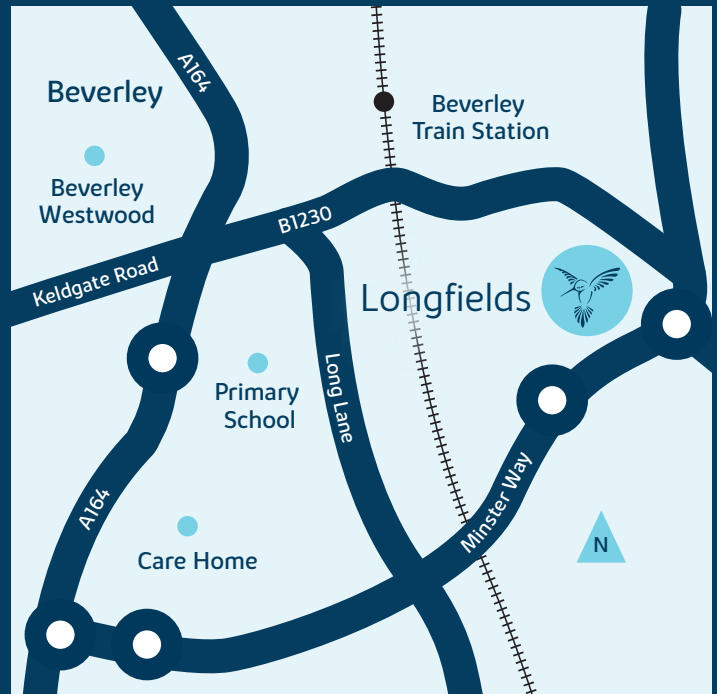 A164
Beverley
Beverley
Train Station
Beverley
Westwood
B1230
Keldgate Road
Longfields
Long Lane
Primary
School
Minster Way
A164
N
Care Home